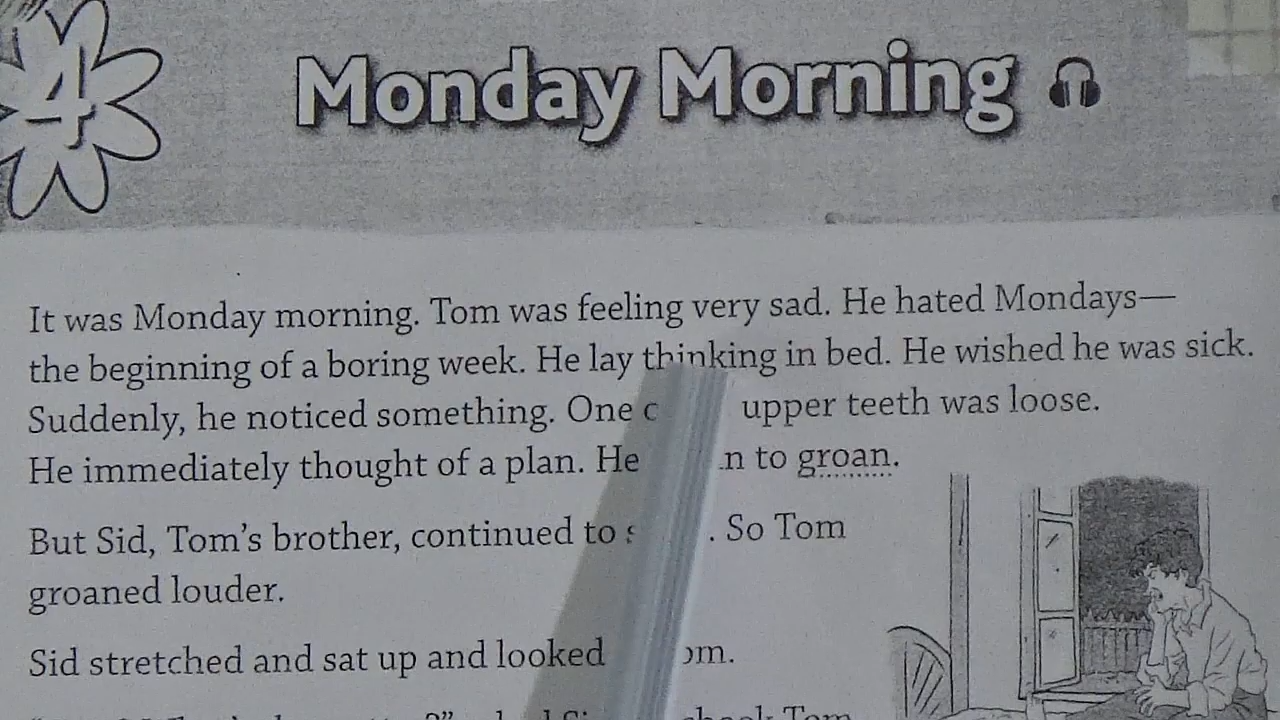 4
Monday Morning
It was Monday morning. Tom was feeling very sad. He hated Mondays—
the beginning of a boring week. He lay thinking in bed. He wished he was sick.
Suddenly, he noticed something. One upper teeth was loose.
He immediately thought of a plan. He to groan.
But Sid, Tom's brother, continued to . So Tom
groaned louder.
Sid stretched and sat up and looked
Tom